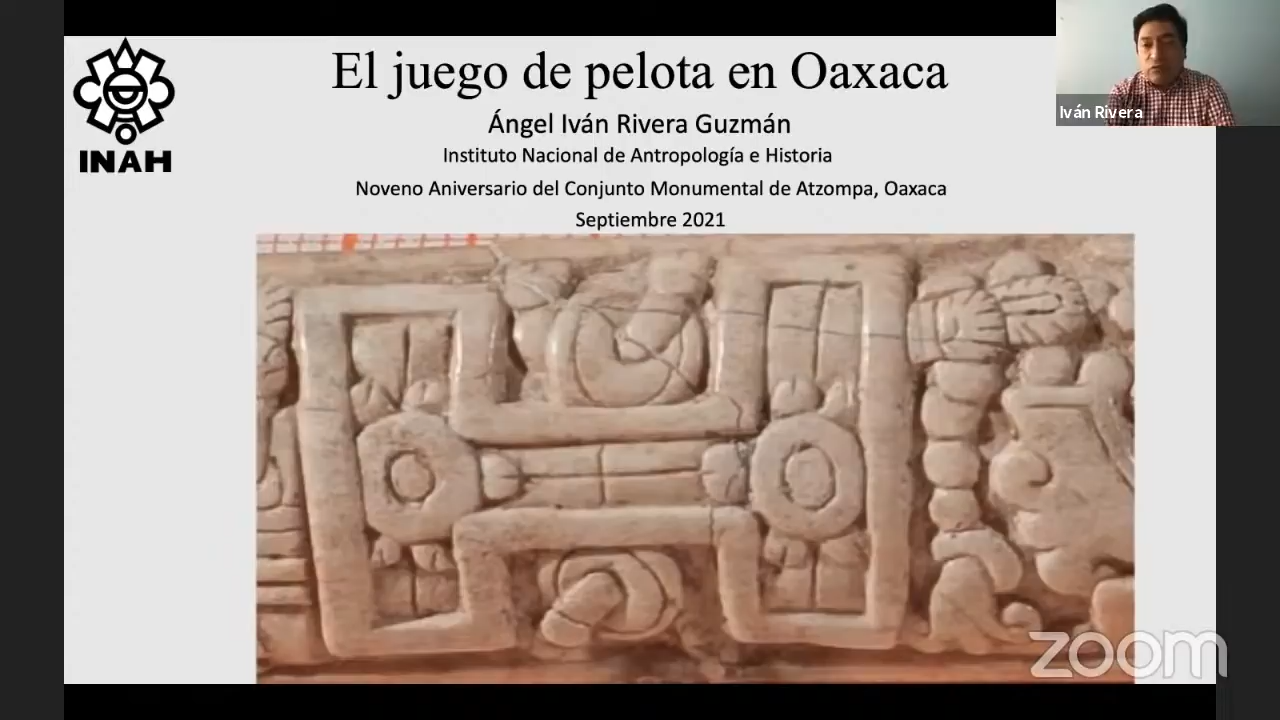 El juego de pelota en Oaxaca
Ángel Iván Rivera Guzmán
Instituto Nacional de Antropología e Historia
Noveno Aniversario del Conjunto Monumental de Atzompa, Oaxaca
Septiembre 2021
INAH
Iván Rivera
zoom